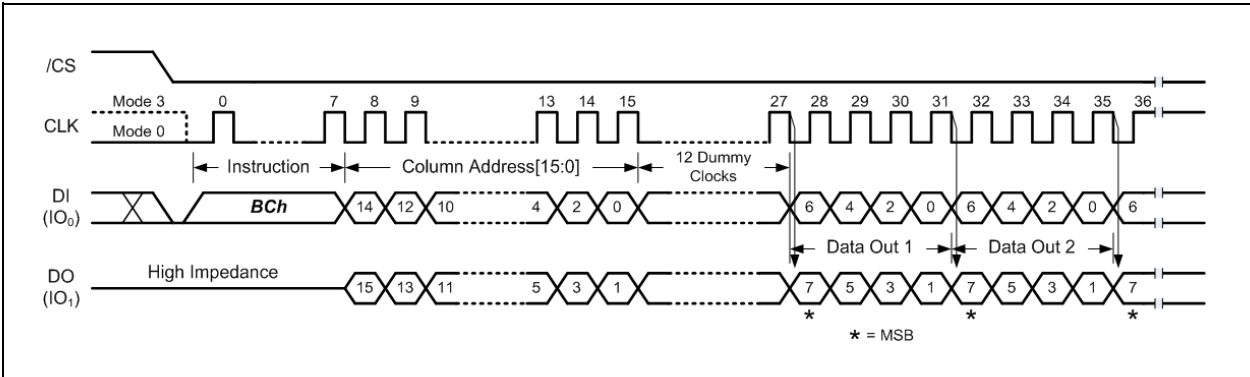 /CS
Mode 3 0 7 8 9 13 14 15 27 28 29 30 31 32 33 34 35 36
CLK
Mode 0
Instruction Column Address[15:0] 12 Dummy
Clocks
DI
(IO0)
BCh 14 12 10 4 2 0 6 4 2 0 6 4 2 0 6
Data Out 1 Data Out 2
High Impedance
DO
(IO1)
15 13 11 5 3 1 7 5 3 1 7 5 3 1 7
* * *
* = MSB